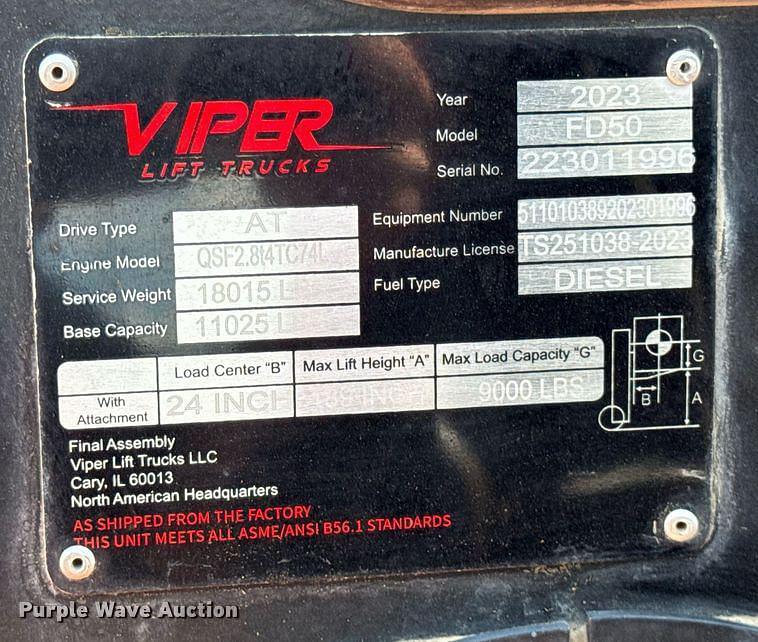 VIPER
LIFT TRUCKS
Year 2023
Model FD50
Serial No. 223011996
Drive Type AT
Engine Model QSF2.8t4TC74L
Service Weight 18015 L
Base Capacity 11025 L
Equipment Number 511010389202301996
Manufacture License TS251038-2023
Fuel Type DIESEL
Load Center "B" Max Lift Height "A" Max Load Capacity "G"
With Attachment 24 INCH INCH 9000 LBS
G
B
A
Final Assembly
Viper Lift Trucks LLC
Cary, IL 60013
North American Headquarters
AS SHIPPED FROM THE FACTORY
THIS UNIT MEETS ALL ASME/ANSI B56.1 STANDARDS
Purple Wave Auction